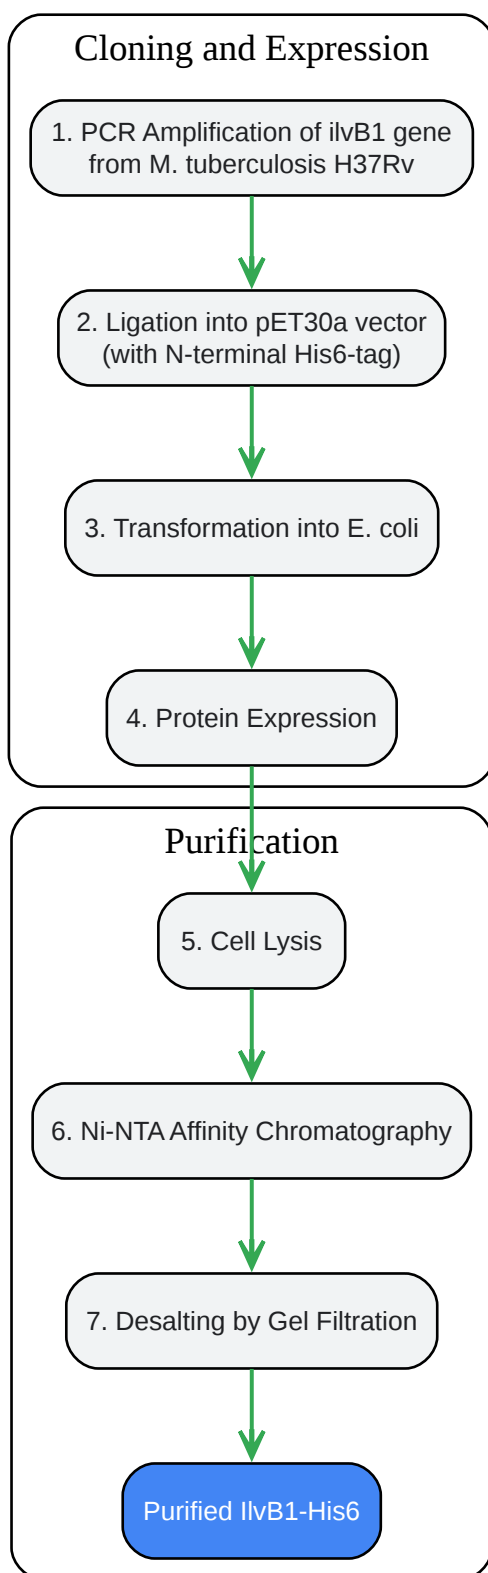 Cloning and Expression
1. PCR Amplification of ilvB1 gene
from M. tuberculosis H37Rv
2. Ligation into pET30a vector
(with N-terminal His6-tag)
3. Transformation into E. coli
4. Protein Expression
Purification
5. Cell Lysis
6. Ni-NTA Affinity Chromatography
7. Desalting by Gel Filtration
Purified IlvB1-His6